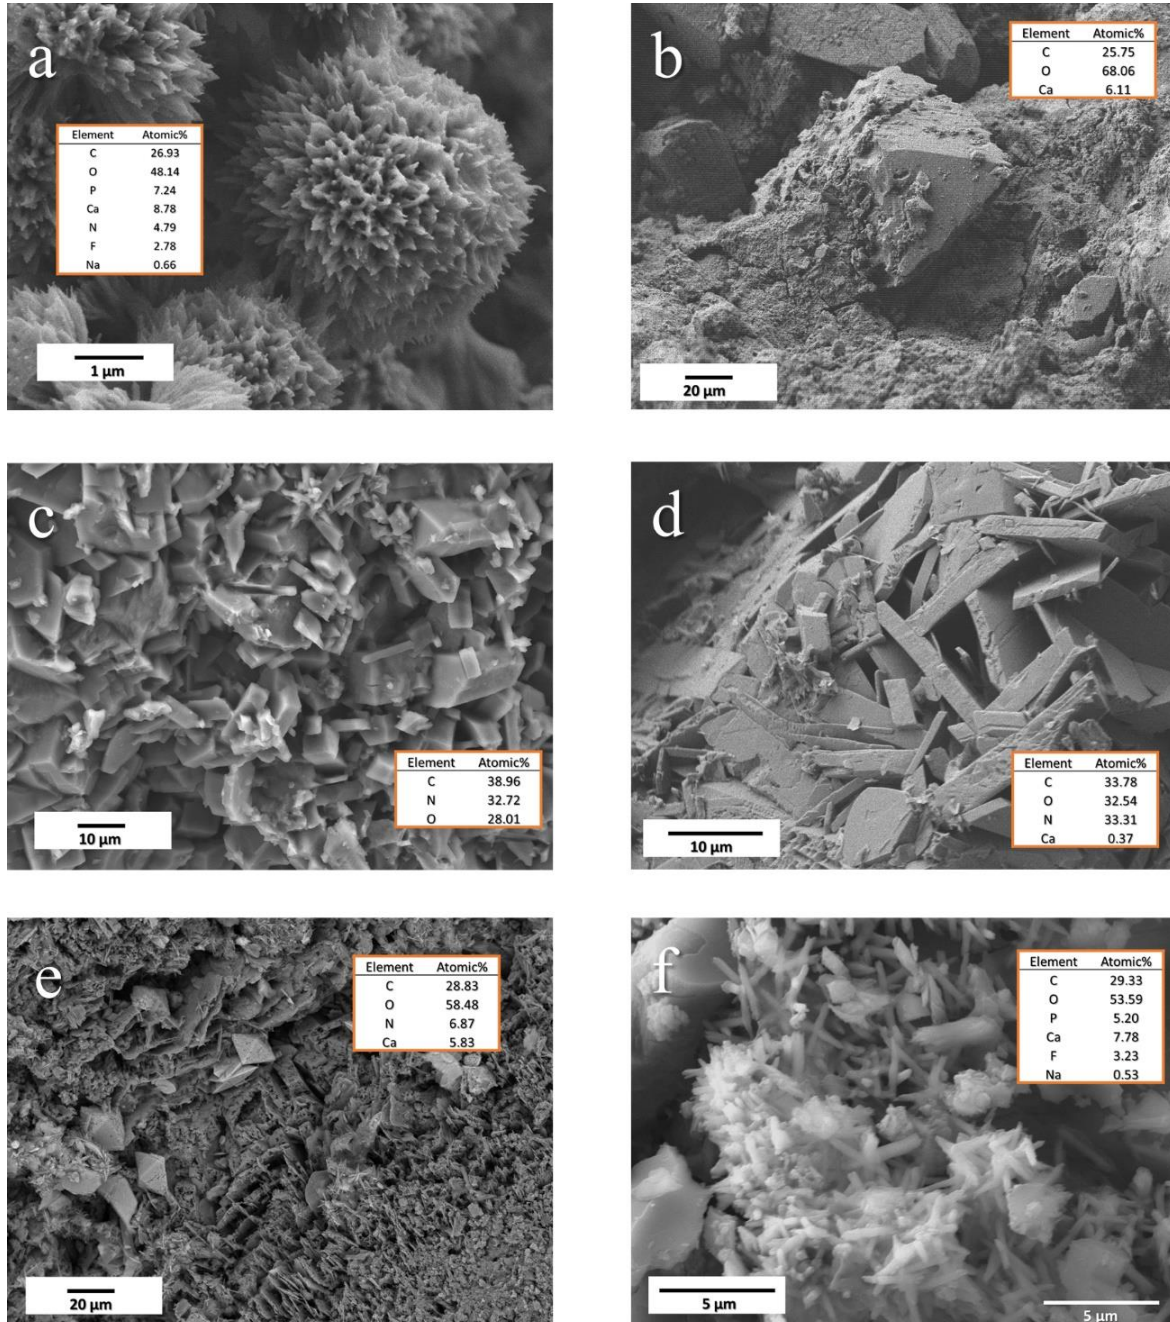 a
Element Atomic%
C 26.93
O 48.14
P 7.24
Ca 8.78
N 4.79
F 2.78
Na 0.66
1 µm
b
Element Atomic%
C 25.75
O 68.06
Ca 6.11
20 µm
c
Element Atomic%
C 38.96
N 32.72
O 28.01
10 µm
d
Element Atomic%
C 33.78
O 32.54
N 33.31
Ca 0.37
10 µm
e
Element Atomic%
C 28.83
O 58.48
N 6.87
Ca 5.83
20 µm
f
Element Atomic%
C 29.33
O 53.59
P 5.20
Ca 7.78
F 3.23
Na 0.53
5 µm
5 µm